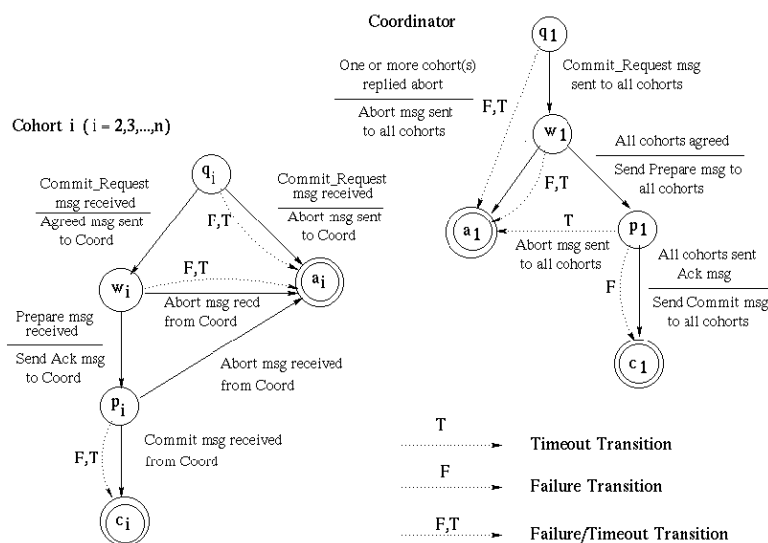 Coordinator
q1
One or more cohort(s)
replied abort
Abort msg sent
to all cohorts
F,T
Commit_Request msg
sent to all cohorts
w1
F,T
All cohorts agreed
Send Prepare msg to
all cohorts
a1
T
Abort msg sent
to all cohorts
p1
F
All cohorts sent
Ack msg
Send Commit msg
to all cohorts
c1
Cohort i ( i = 2,3,...,n)
qi
Commit_Request
msg received
Agreed msg sent
to Coord
F,T
Commit_Request
msg received
Abort msg sent
to Coord
wi
F,T
Abort msg recd
from Coord
ai
Prepare msg
received
Send Ack msg
to Coord
Abort msg received
from Coord
pi
F,T
Commit msg received
from Coord
ci
T
Timeout Transition
F
Failure Transition
F,T
Failure/Timeout Transition